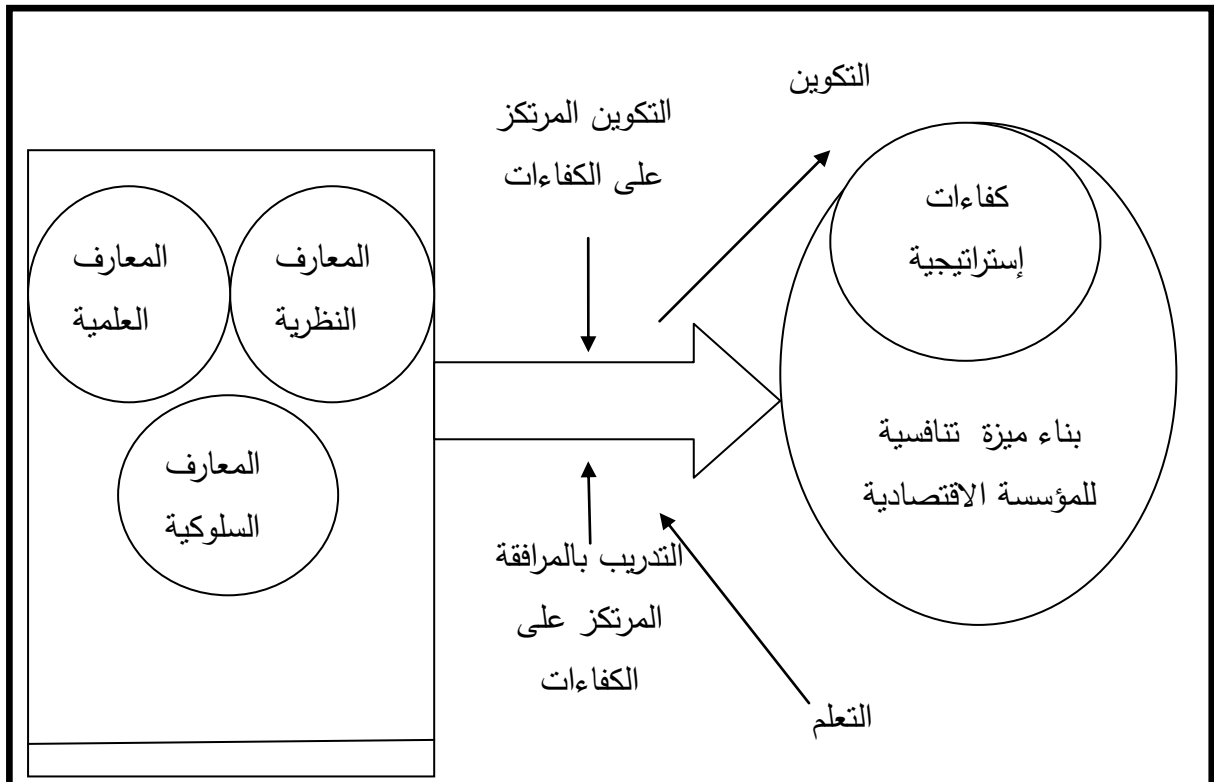 التكوين
التكوين المرتكز
على الكفاءات
كفاءات
إستراتيجية
المعارف
النظرية
المعارف
العلمية
بناء ميزة تنافسية
للمؤسسة الاقتصادية
المعارف
السلوكية
التدريب بالمرافقة
المرتكز على
الكفاءات
التعلم